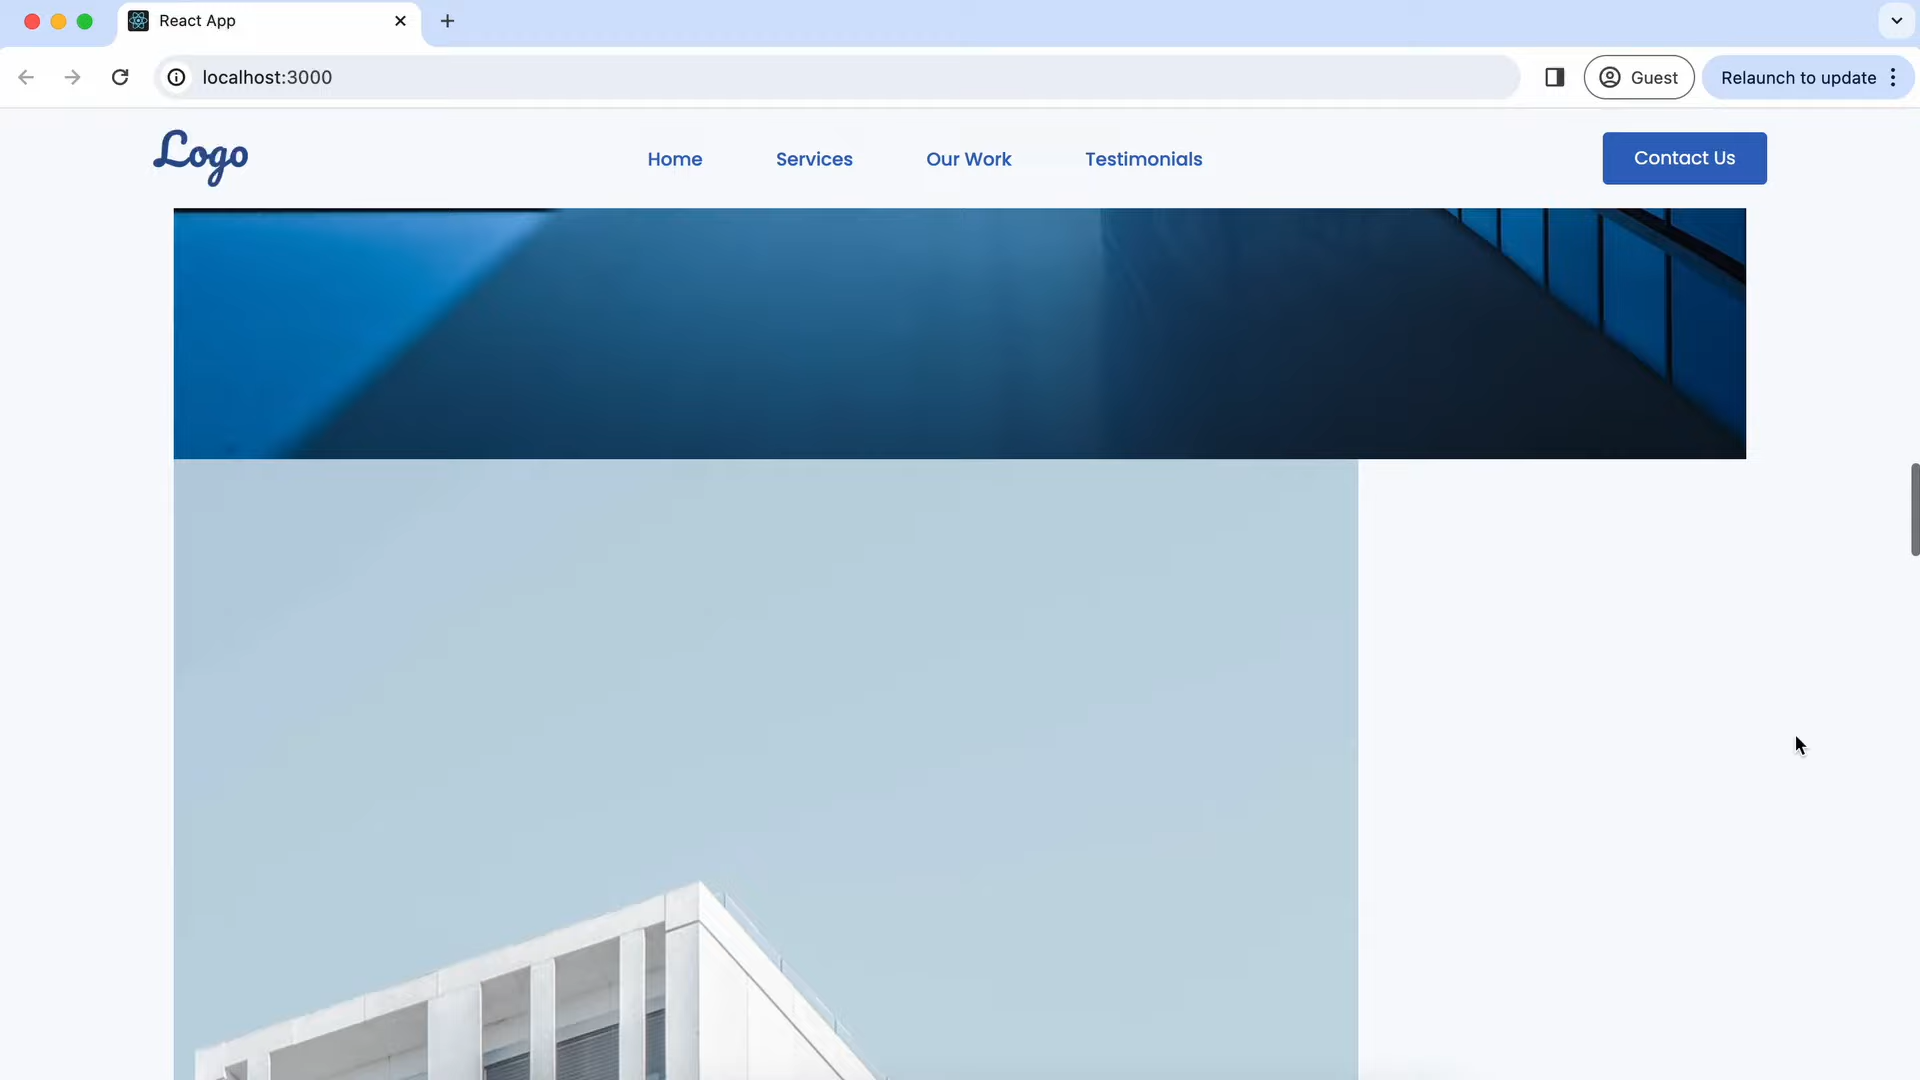 React App
localhost:3000
Guest
Relaunch to update
Logo
Home
Services
Our Work
Testimonials
Contact Us